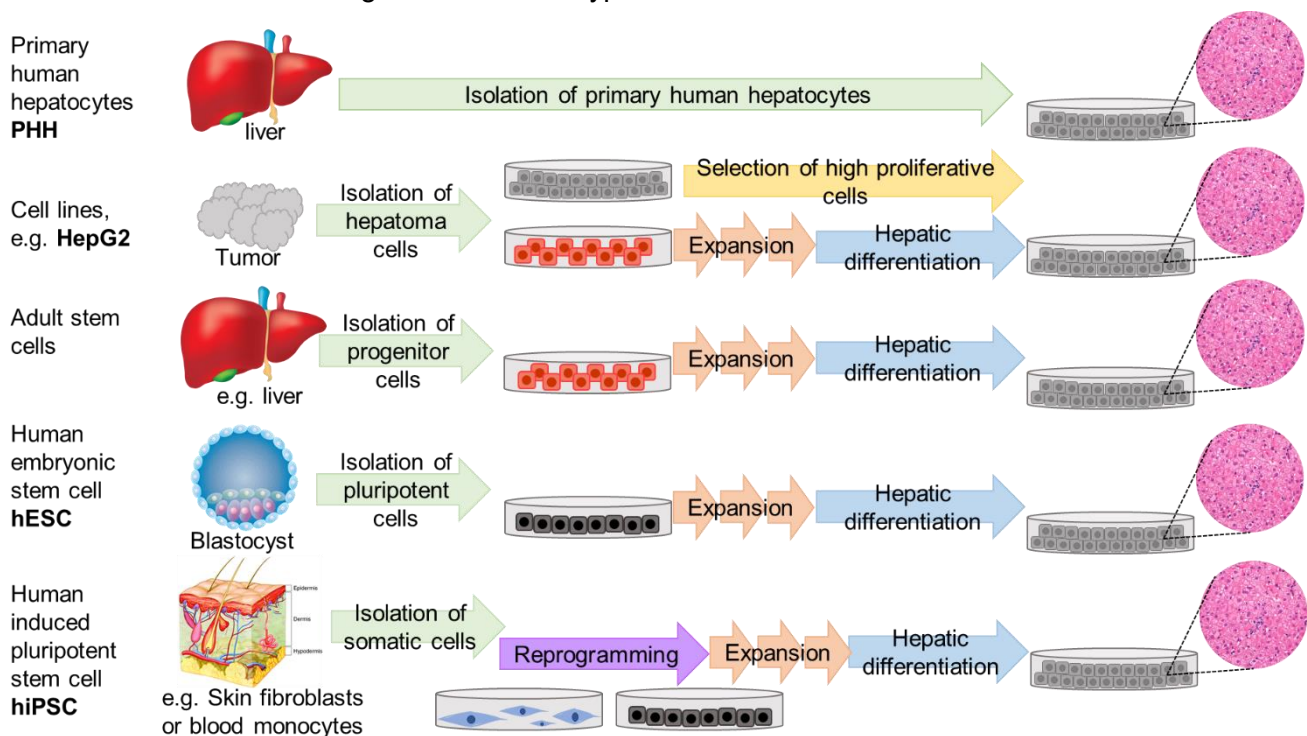 Primary
human
hepatocytes
PHH
liver
Isolation of primary human hepatocytes
Cell lines,
e.g. HepG2
Tumor
Isolation of
hepatoma
cells
Selection of high proliferative
cells
Expansion
Hepatic
differentiation
Adult stem
cells
e.g. liver
Isolation of
progenitor
cells
Expansion
Hepatic
differentiation
Human
embryonic
stem cell
hESC
Blastocyst
Isolation of
pluripotent
cells
Expansion
Hepatic
differentiation
Human
induced
pluripotent
stem cell
hiPSC
Epidermis
Dermis
Hypodermis
e.g. Skin fibroblasts
or blood monocytes
Isolation of
somatic cells
Reprogramming
Expansion
Hepatic
differentiation